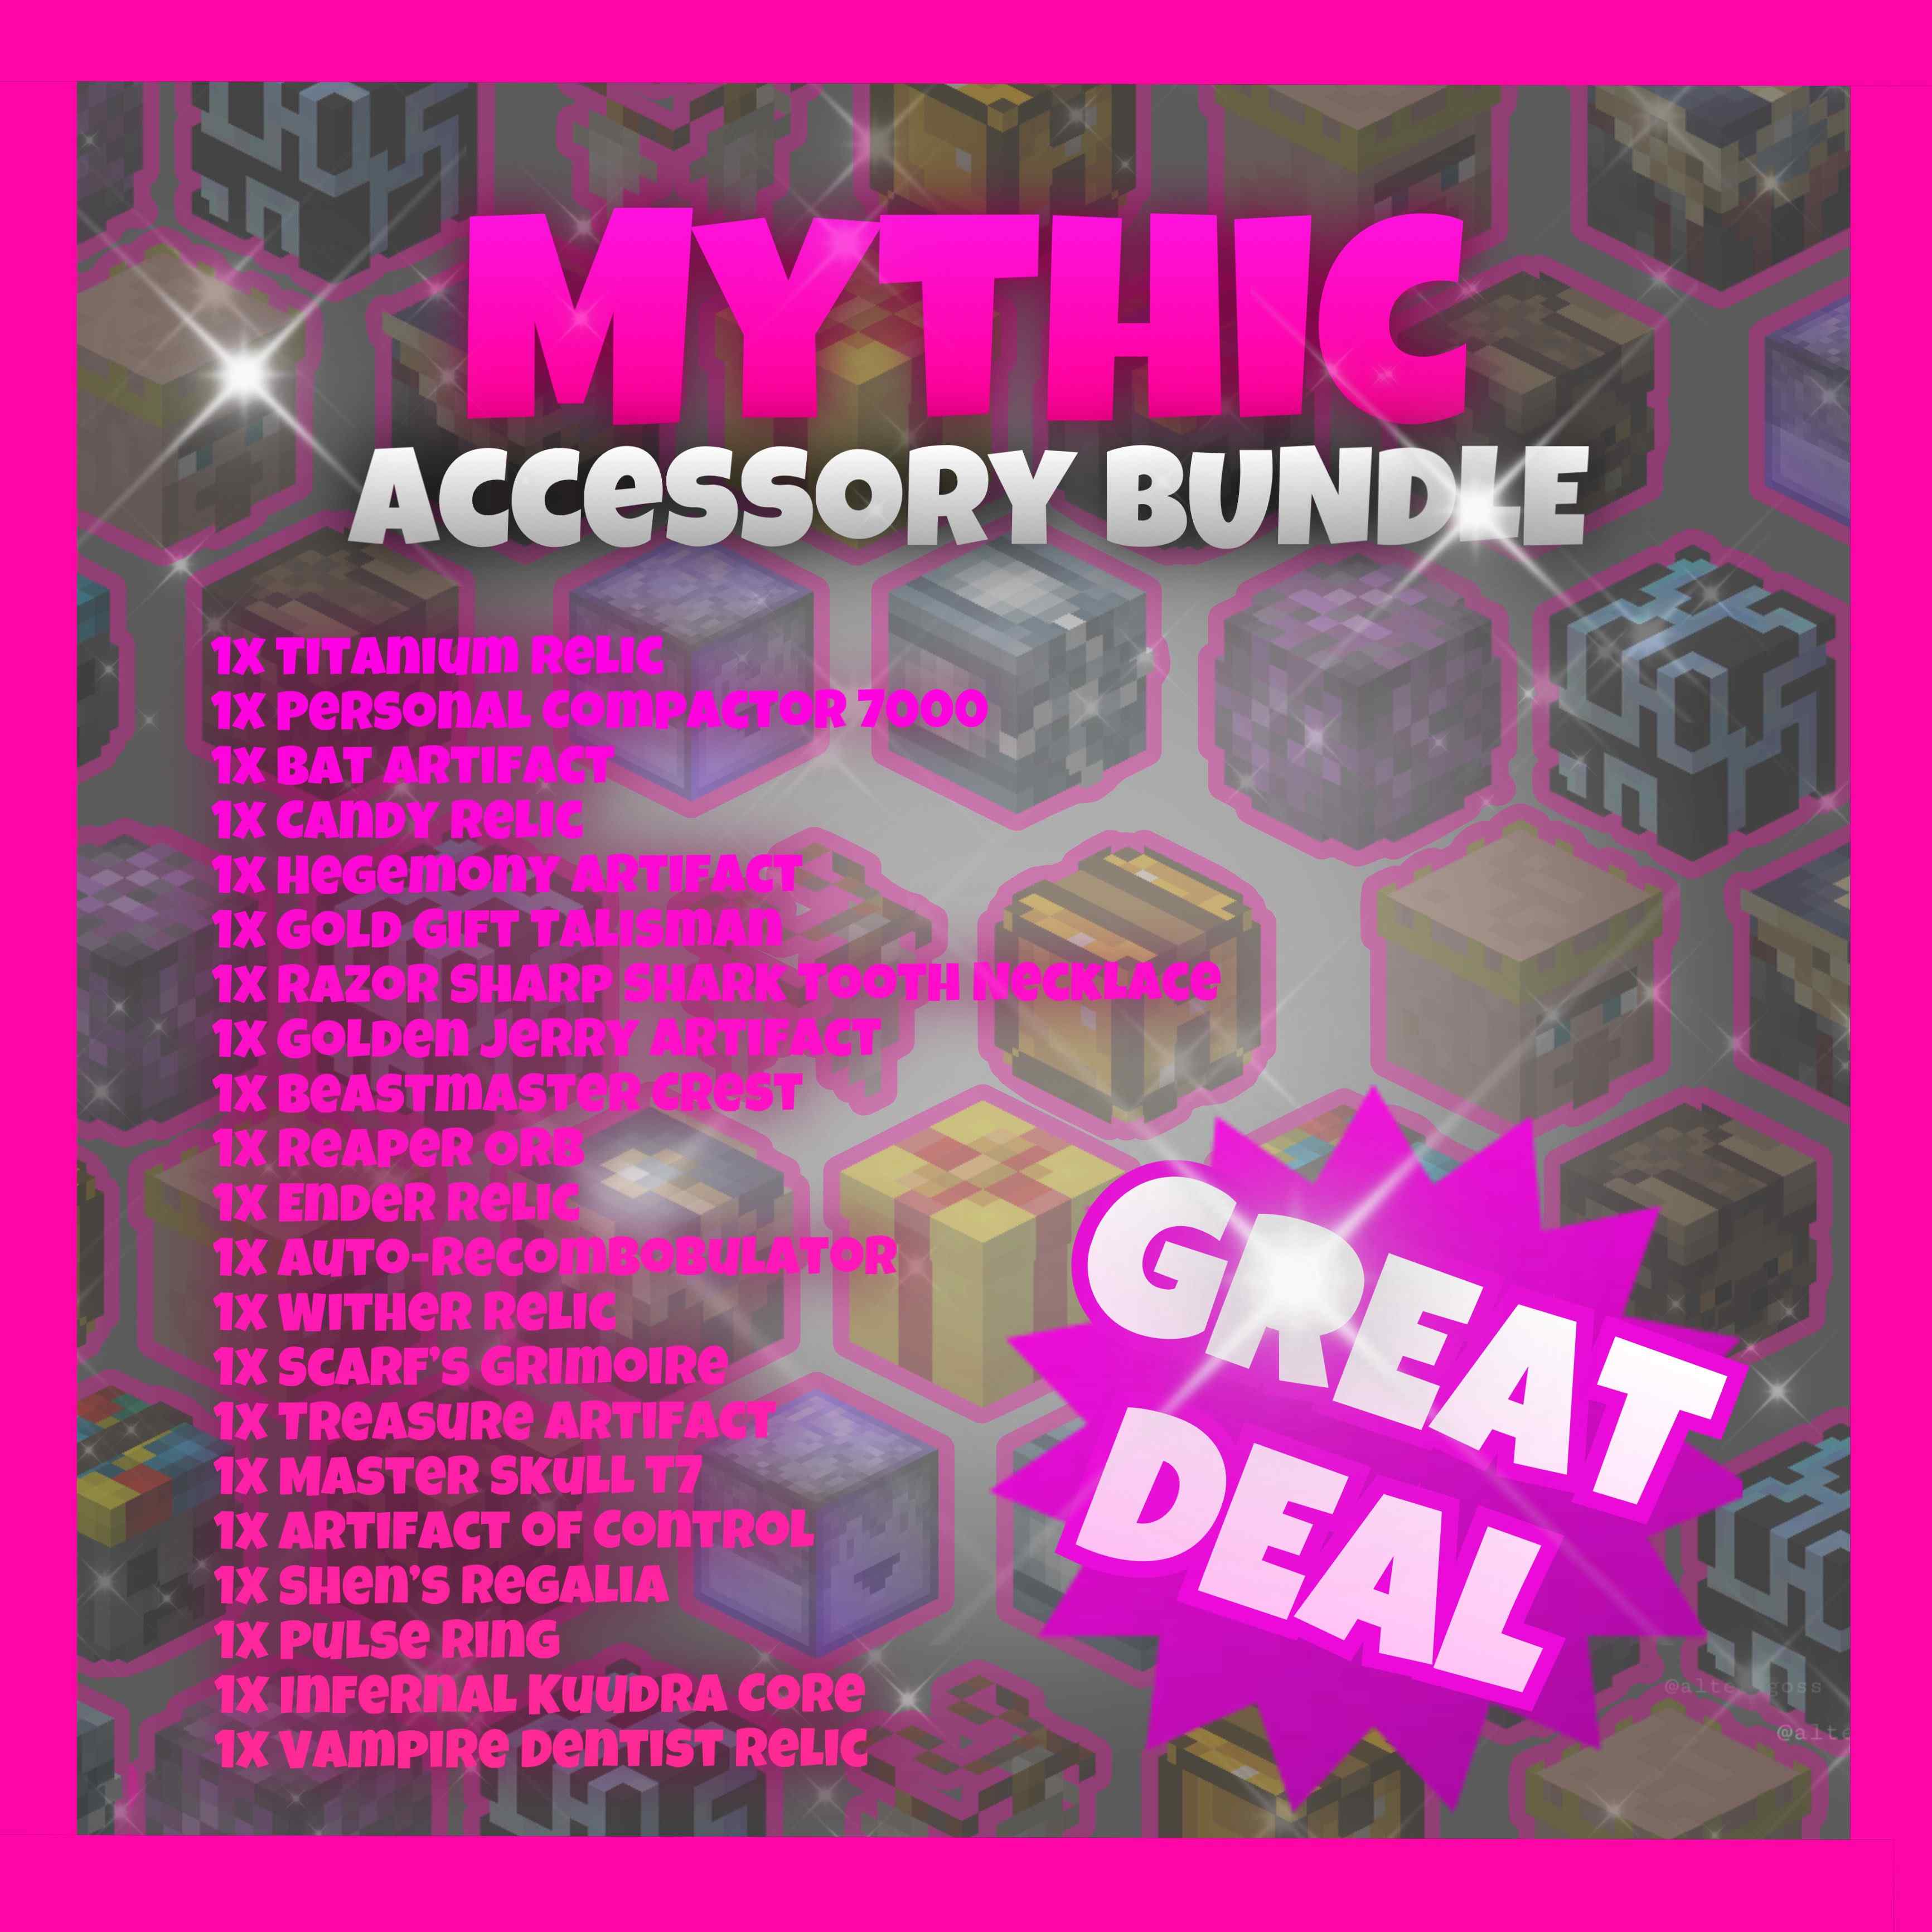 MYTHIC
ACCESSORY BUNDLE
1X TITANIUM RELIC
1X PERSONAL COMPACTOR 7000
1X BAT ARTIFACT
1X CANDY RELIC
1X HEGEMONY ARTIFACT
1X GOLD GIFT TALISMAN
1X RAZOR SHARP SHARK TOOTH NECKLACE
1X GOLDEN JERRY ARTIFACT
1X BEASTMASTER CREST
1X REAPER ORB
1X ENDER RELIC
1X AUTO-RECOMBOBULATOR
1X WITHER RELIC
1X SCARF'S GRIMOIRE
1X TREASURE ARTIFACT
1X MASTER SKULL T7
1X ARTIFACT OF CONTROL
1X SHEN'S REGALIA
1X PULSE RING
1X INFERNAL KUUDRA CORE
1X VAMPIRE DENTIST RELIC
GREAT
DEAL